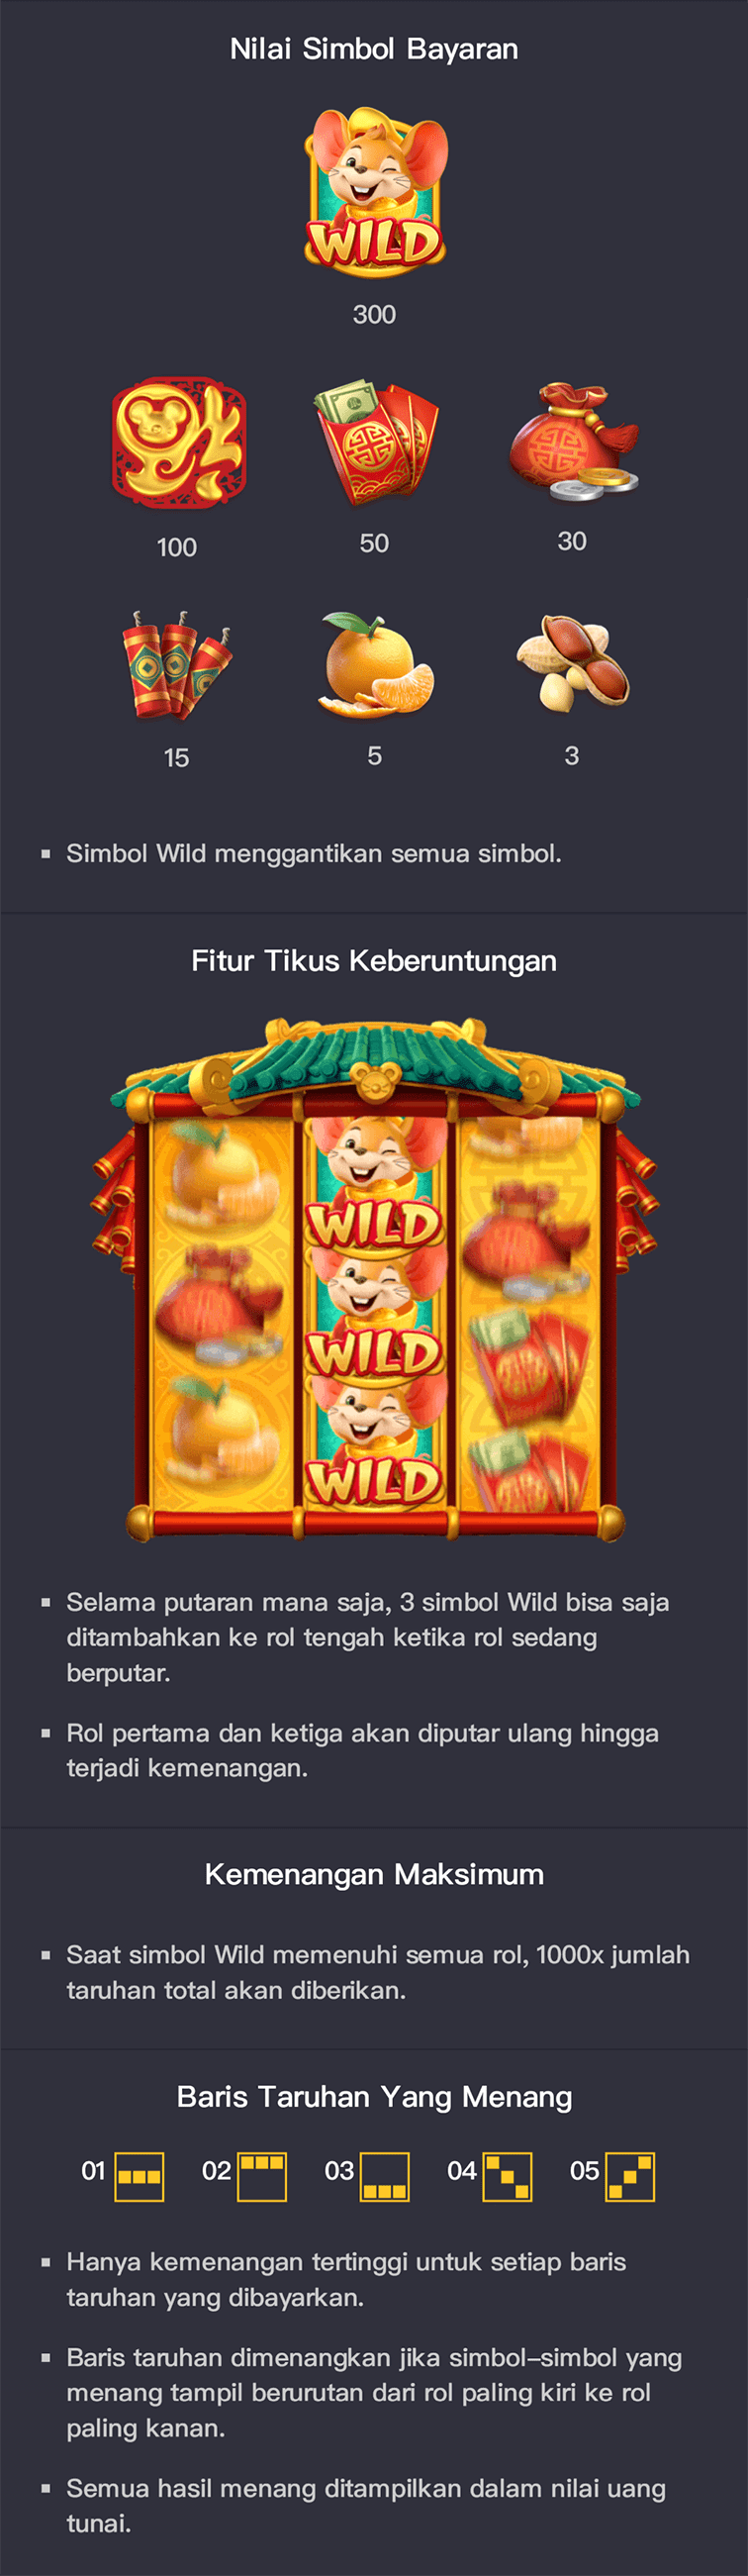 Nilai Simbol Bayaran
WILD
300
100
50
30
15
5
3
Simbol Wild menggantikan semua simbol.
Fitur Tikus Keberuntungan
WILD
WILD
WILD
Selama putaran mana saja, 3 simbol Wild bisa saja
ditambahkan ke rol tengah ketika rol sedang
berputar.
Rol pertama dan ketiga akan diputar ulang hingga
terjadi kemenangan.
Kemenangan Maksimum
Saat simbol Wild memenuhi semua rol, 1000x jumlah
taruhan total akan diberikan.
Baris Taruhan Yang Menang
01 02 03 04 05
Hanya kemenangan tertinggi untuk setiap baris
taruhan yang dibayarkan.
Baris taruhan dimenangkan jika simbol-simbol yang
menang tampil berurutan dari rol paling kiri ke rol
paling kanan.
Semua hasil menang ditampilkan dalam nilai uang
tunai.